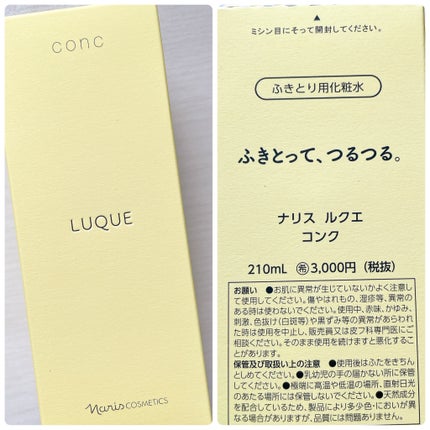 conc
LUQUE
naris COSMETICS
▲
ミシン目にそって開封してください。
ふきとり用化粧水
ふきとって、つるつる。
ナリス ルクエ
コンク
210mL ㊟3,000円（税抜）
お願い ●お肌に異常が生じていないかよく注意し
て使用してください。傷やはれもの、湿疹等、異常の
ある時は使わないでください。使用中、赤味、かゆみ、
刺激、色抜け（白斑等）や黒ずみ等の異常があらわれ
た時は使用を中止し、販売員又は皮フ科専門医にご
相談ください。そのまま使用を続けますと悪化するこ
とがあります。
保管及び取扱い上の注意 ●使用後はふたをきちん
としめてください。●乳幼児の手の届かない所に保管
してください。●極端に高温や低温の場所、直射日光
のあたる場所には保管しないでください。●天然成分
を配合しているため、製品により多少色・においが異
なる場合がありますが、品質には問題ありません。